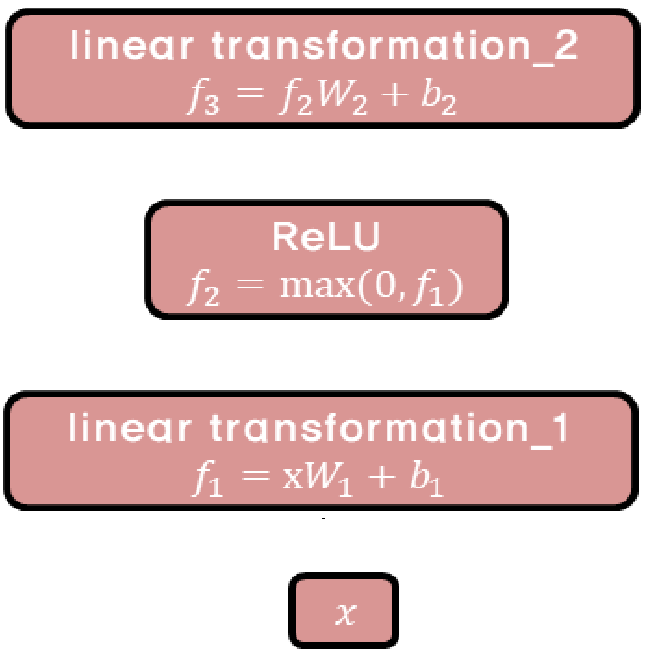 linear transformation_2
f₃ = f₂W₂ + b₂
ReLU
f₂ = max(0, f₁)
linear transformation_1
f₁ = xW₁ + b₁
x